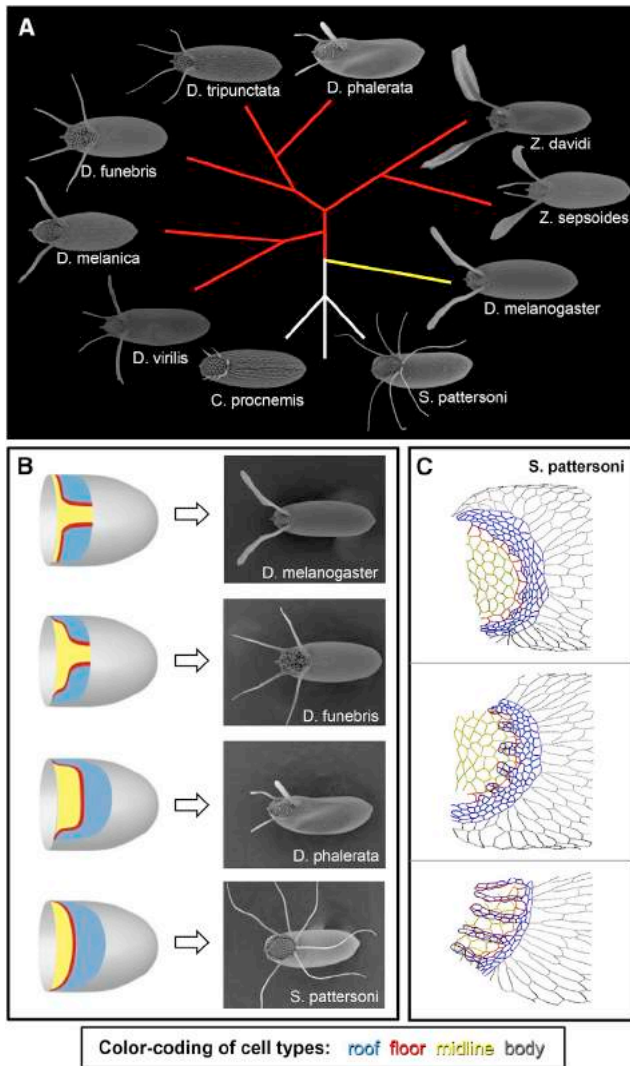 A
D. tripunctata
D. phalerata
D. funebris
Z. davidi
Z. sepsoides
D. melanica
D. melanogaster
D. virilis
C. procnemis
S. pattersoni
B
D. melanogaster
D. funebris
D. phalerata
S. pattersoni
C
S. pattersoni
Color-coding of cell types: roof floor midline body